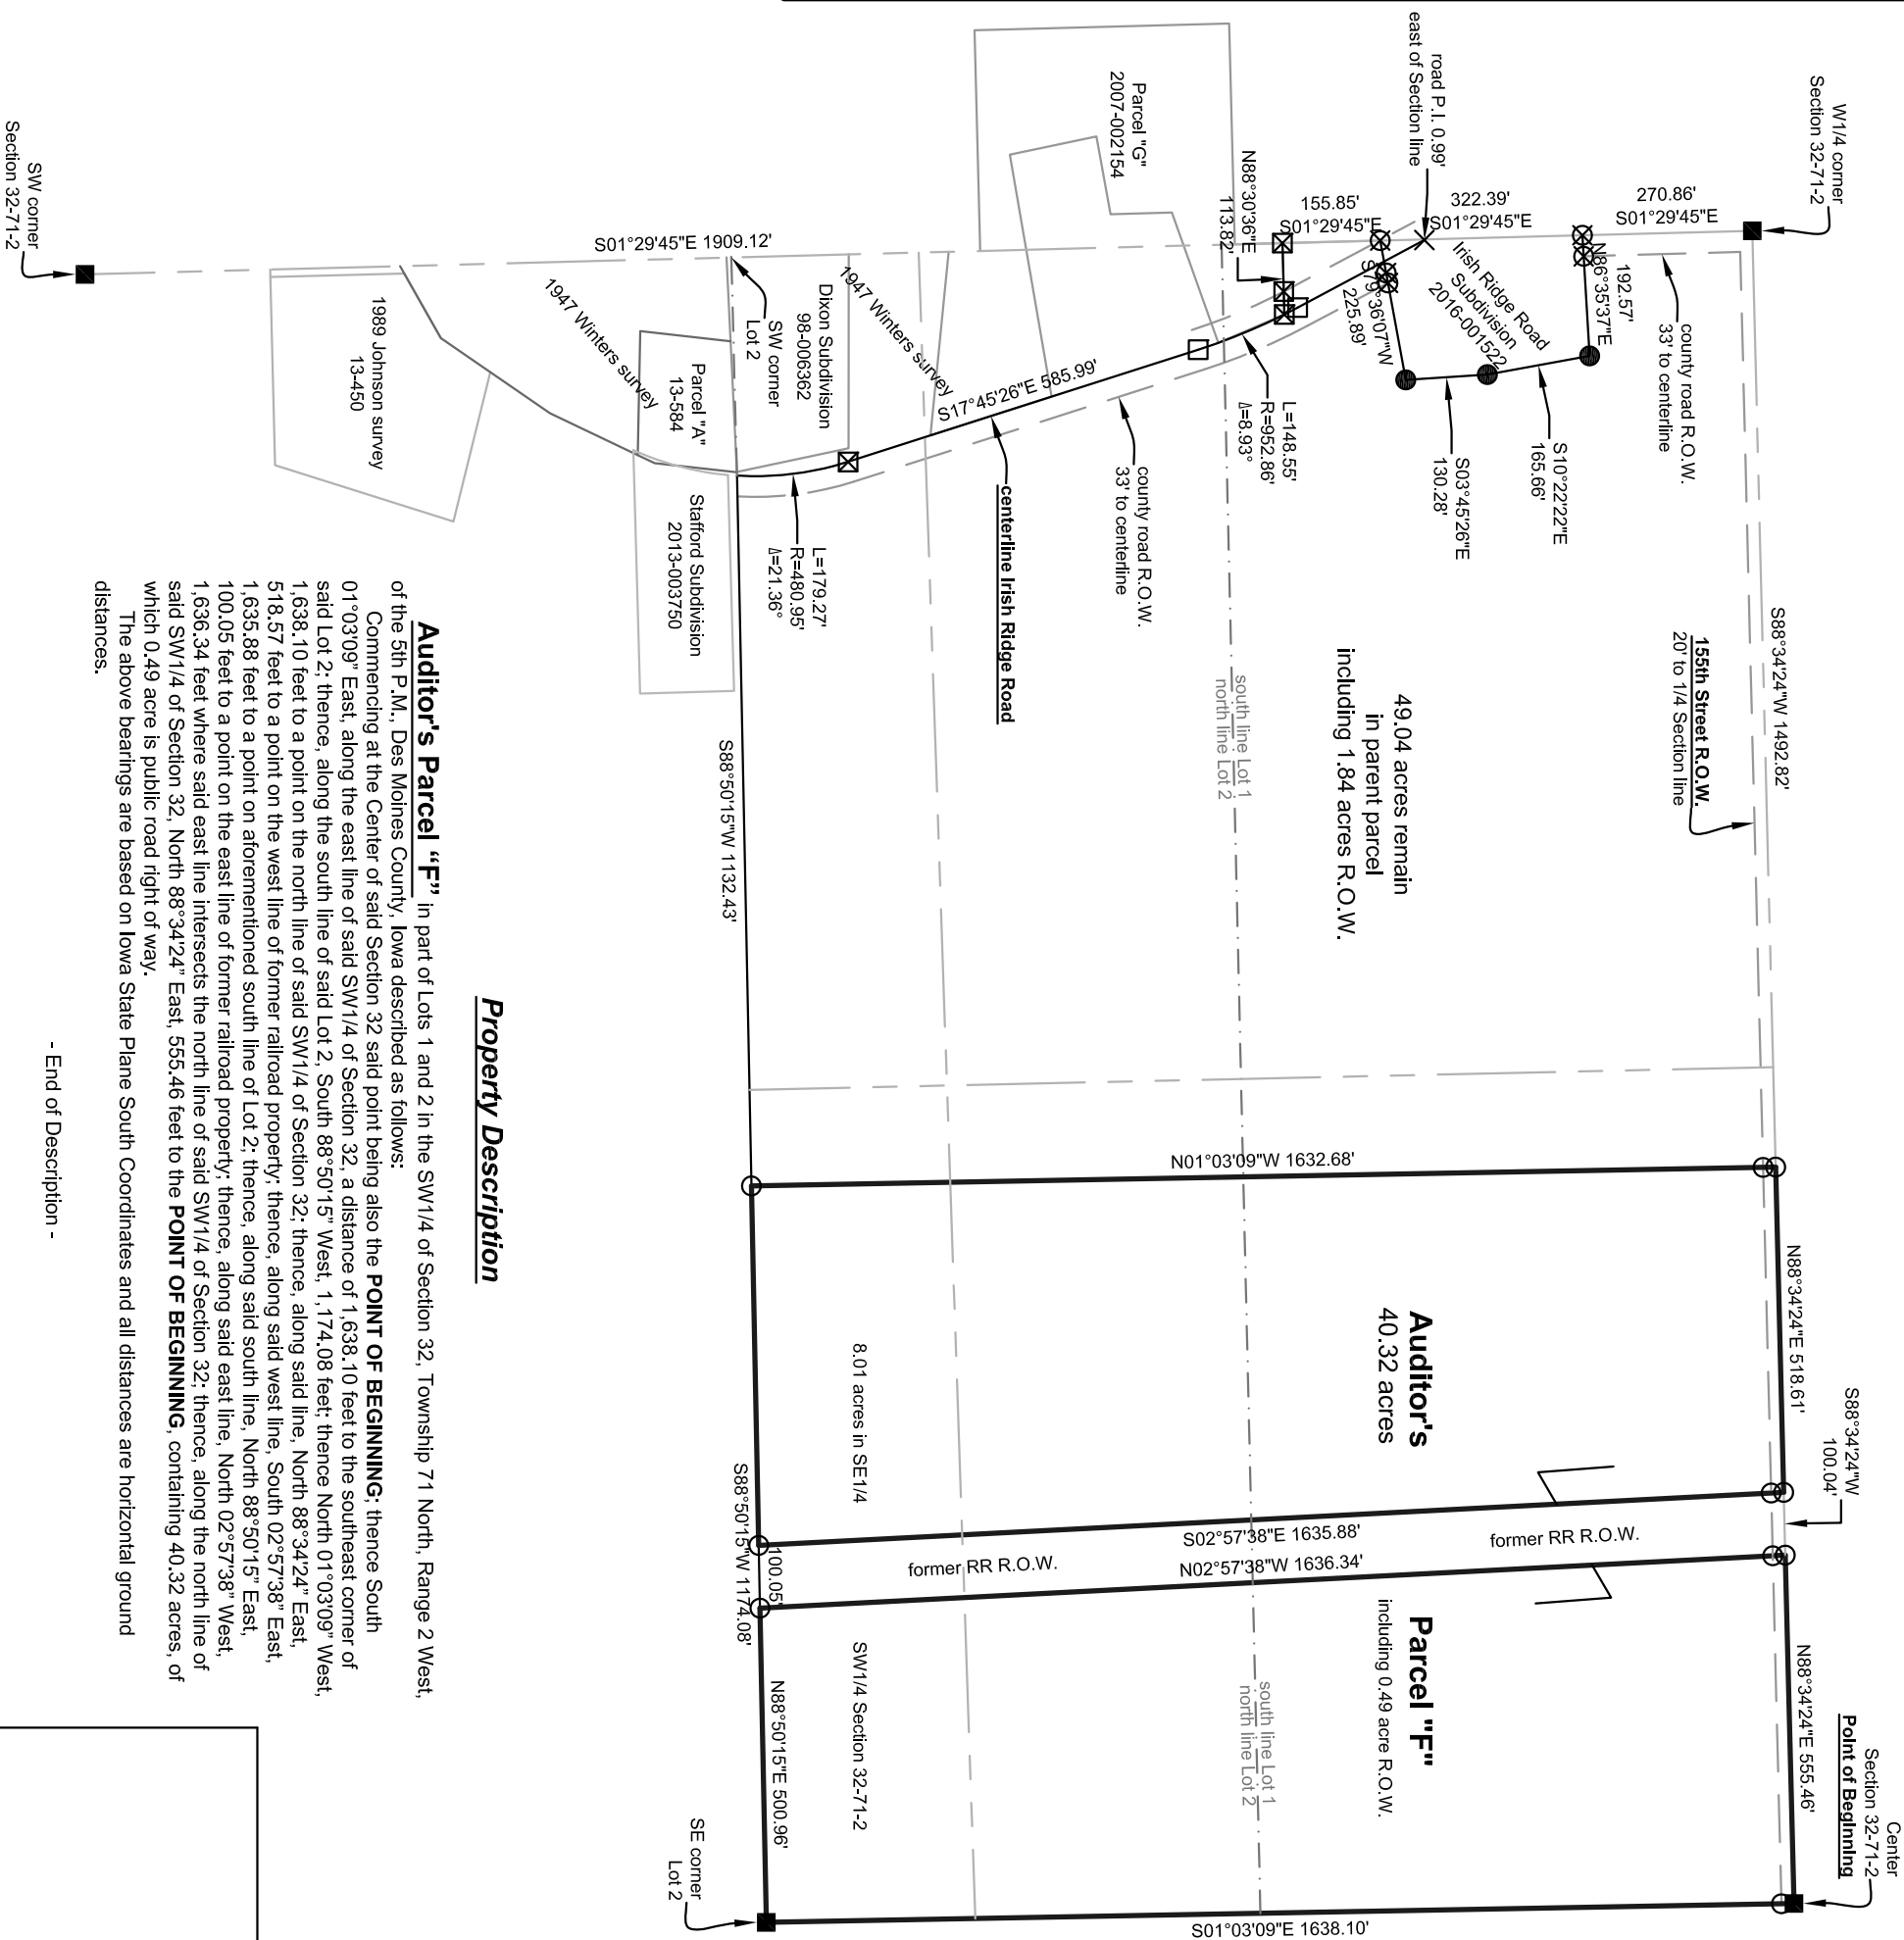 W1/4 corner
Section 32-71-2
road P.I. 0.99'
east of Section line
270.86'
S01°29'45"E
322.39'
S01°29'45"E
155.85'
S01°29'45"E
N88°30'36"E
113.82'
N86°35'37"E
192.57'
county road R.O.W.
33' to centerline
Irish Ridge Road
Subdivision
2016-001522
S79°36'07"W
225.89'
S10°22'22"E
165.66'
S03°45'26"E
130.28'
Parcel "G"
2007-002154
L=148.55'
R=952.86'
Δ=8.93°
S88°34'24"W 1492.82'
155th Street R.O.W.
20' to 1/4 Section line
49.04 acres remain
in parent parcel
including 1.84 acres R.O.W.
south line Lot 1
north line Lot 2
county road R.O.W.
33' to centerline
centerline Irish Ridge Road
S17°45'26"E 585.99'
S01°29'45"E 1909.12'
1947 Winters survey
Dixon Subdivision
98-006362
SW corner
Lot 2
L=179.27'
R=480.95'
Δ=21.36°
Parcel "A"
13-584
1947 Winters survey
Stafford Subdivision
2013-003750
1989 Johnson survey
13-450
SW corner
Section 32-71-2
S88°50'15"W 1132.43'
N01°03'09"W 1632.68'
N88°34'24"E 518.61'
S88°34'24"W
100.04'
N88°34'24"E 555.46'
Center
Section 32-71-2
Point of Beginning
Auditor's
40.32 acres
Parcel "F"
including 0.49 acre R.O.W.
S02°57'38"E 1635.88'
former RR R.O.W.
former RR R.O.W.
N02°57'38"W 1636.34'
south line Lot 1
north line Lot 2
8.01 acres in SE1/4
SW1/4 Section 32-71-2
S88°50'15"W 1174.08'
100.05'
N88°50'15"E 500.96'
S01°03'09"E 1638.10'
SE corner
Lot 2
Property Description
Auditor's Parcel “F” in part of Lots 1 and 2 in the SW1/4 of Section 32, Township 71 North, Range 2 West,
of the 5th P.M., Des Moines County, Iowa described as follows:
Commencing at the Center of said Section 32 said point being also the POINT OF BEGINNING; thence South
01°03'09” East, along the east line of said SW1/4 of Section 32, a distance of 1,638.10 feet to the southeast corner of
said Lot 2; thence, along the south line of said Lot 2, South 88°50'15” West, 1,174.08 feet; thence North 01°03'09” West,
1,638.10 feet to a point on the north line of said SW1/4 of Section 32; thence, along said line, North 88°34'24” East,
518.57 feet to a point on the west line of former railroad property; thence, along said west line, South 02°57'38” East,
1,635.88 feet to a point on aforementioned south line of Lot 2; thence, along said south line, North 88°50'15” East,
100.05 feet to a point on the east line of former railroad property; thence, along said east line, North 02°57'38” West,
1,636.34 feet where said east line intersects the north line of said SW1/4 of Section 32; thence, along the north line of
said SW1/4 of Section 32, North 88°34'24” East, 555.46 feet to the POINT OF BEGINNING, containing 40.32 acres, of
which 0.49 acre is public road right of way.
The above bearings are based on Iowa State Plane South Coordinates and all distances are horizontal ground
distances.
- End of Description -